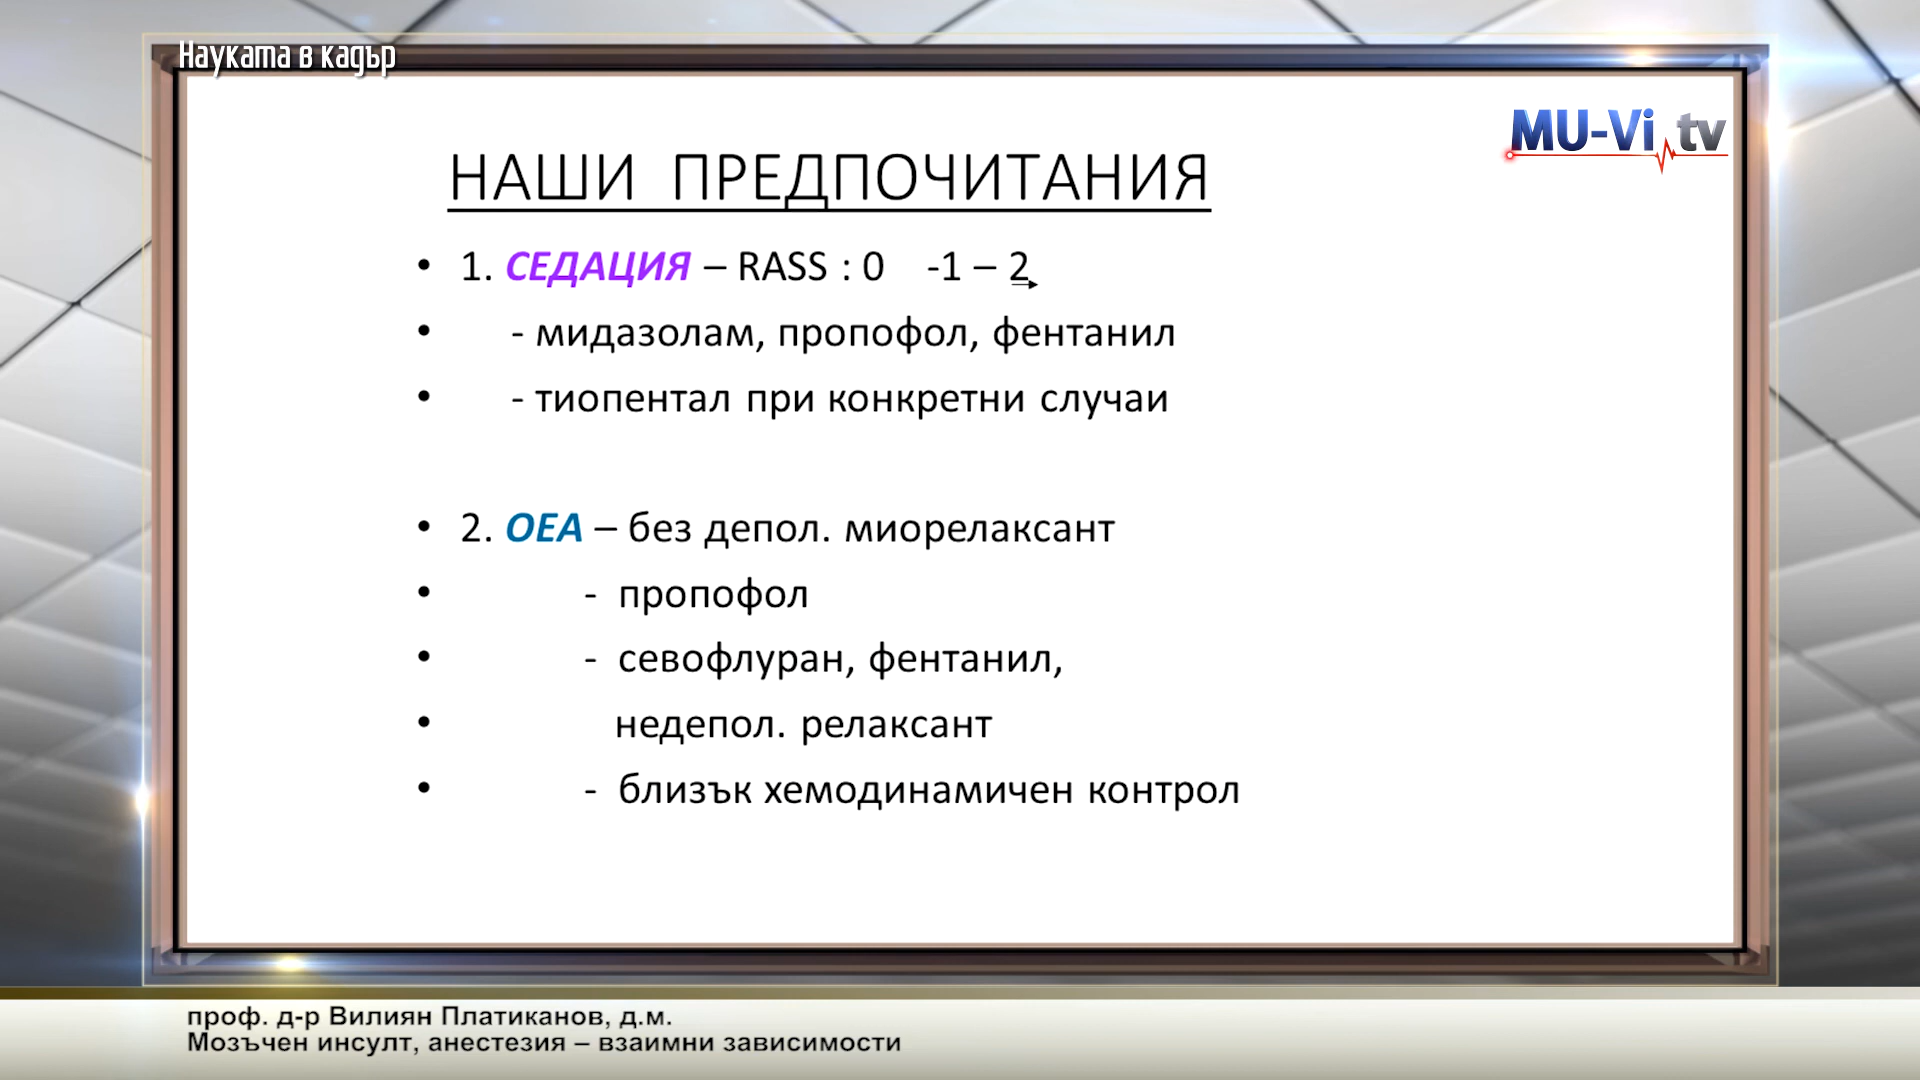 Науката в кадър
MU-Vi tv
НАШИ ПРЕДПОЧИТАНИЯ
• 1. СЕДАЦИЯ – RASS : 0 -1 – 2
• - мидазолам, пропофол, фентанил
• - тиопентал при конкретни случаи
• 2. ОЕА – без депол. миорелаксант
• - пропофол
• - севофлуран, фентанил,
• недепол. релаксант
• - близък хемодинамичен контрол
проф. д-р Вилиян Платиканов, д.м.
Мозъчен инсулт, анестезия – взаимни зависимости